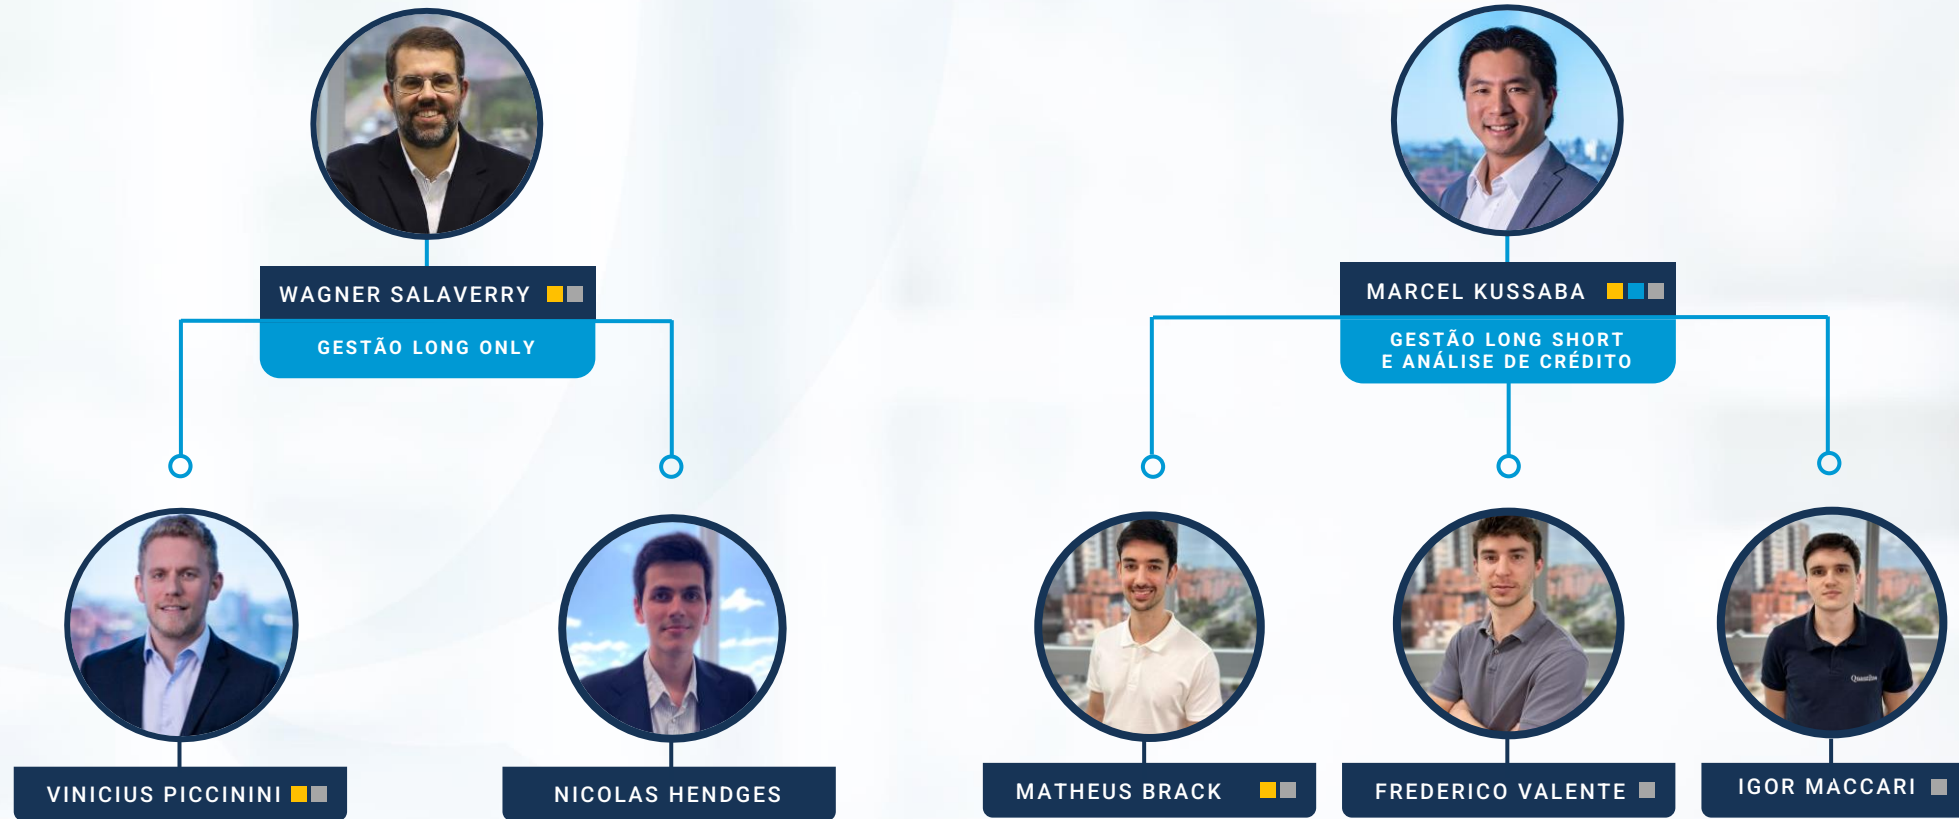 WAGNER SALAVERRY
GESTÃO LONG ONLY
MARCEL KUSSABA
GESTÃO LONG SHORT
E ANÁLISE DE CRÉDITO
VINICIUS PICCININI
NICOLAS HENDGES
MATHEUS BRACK
FREDERICO VALENTE
Quantitas
IGOR MACCARI